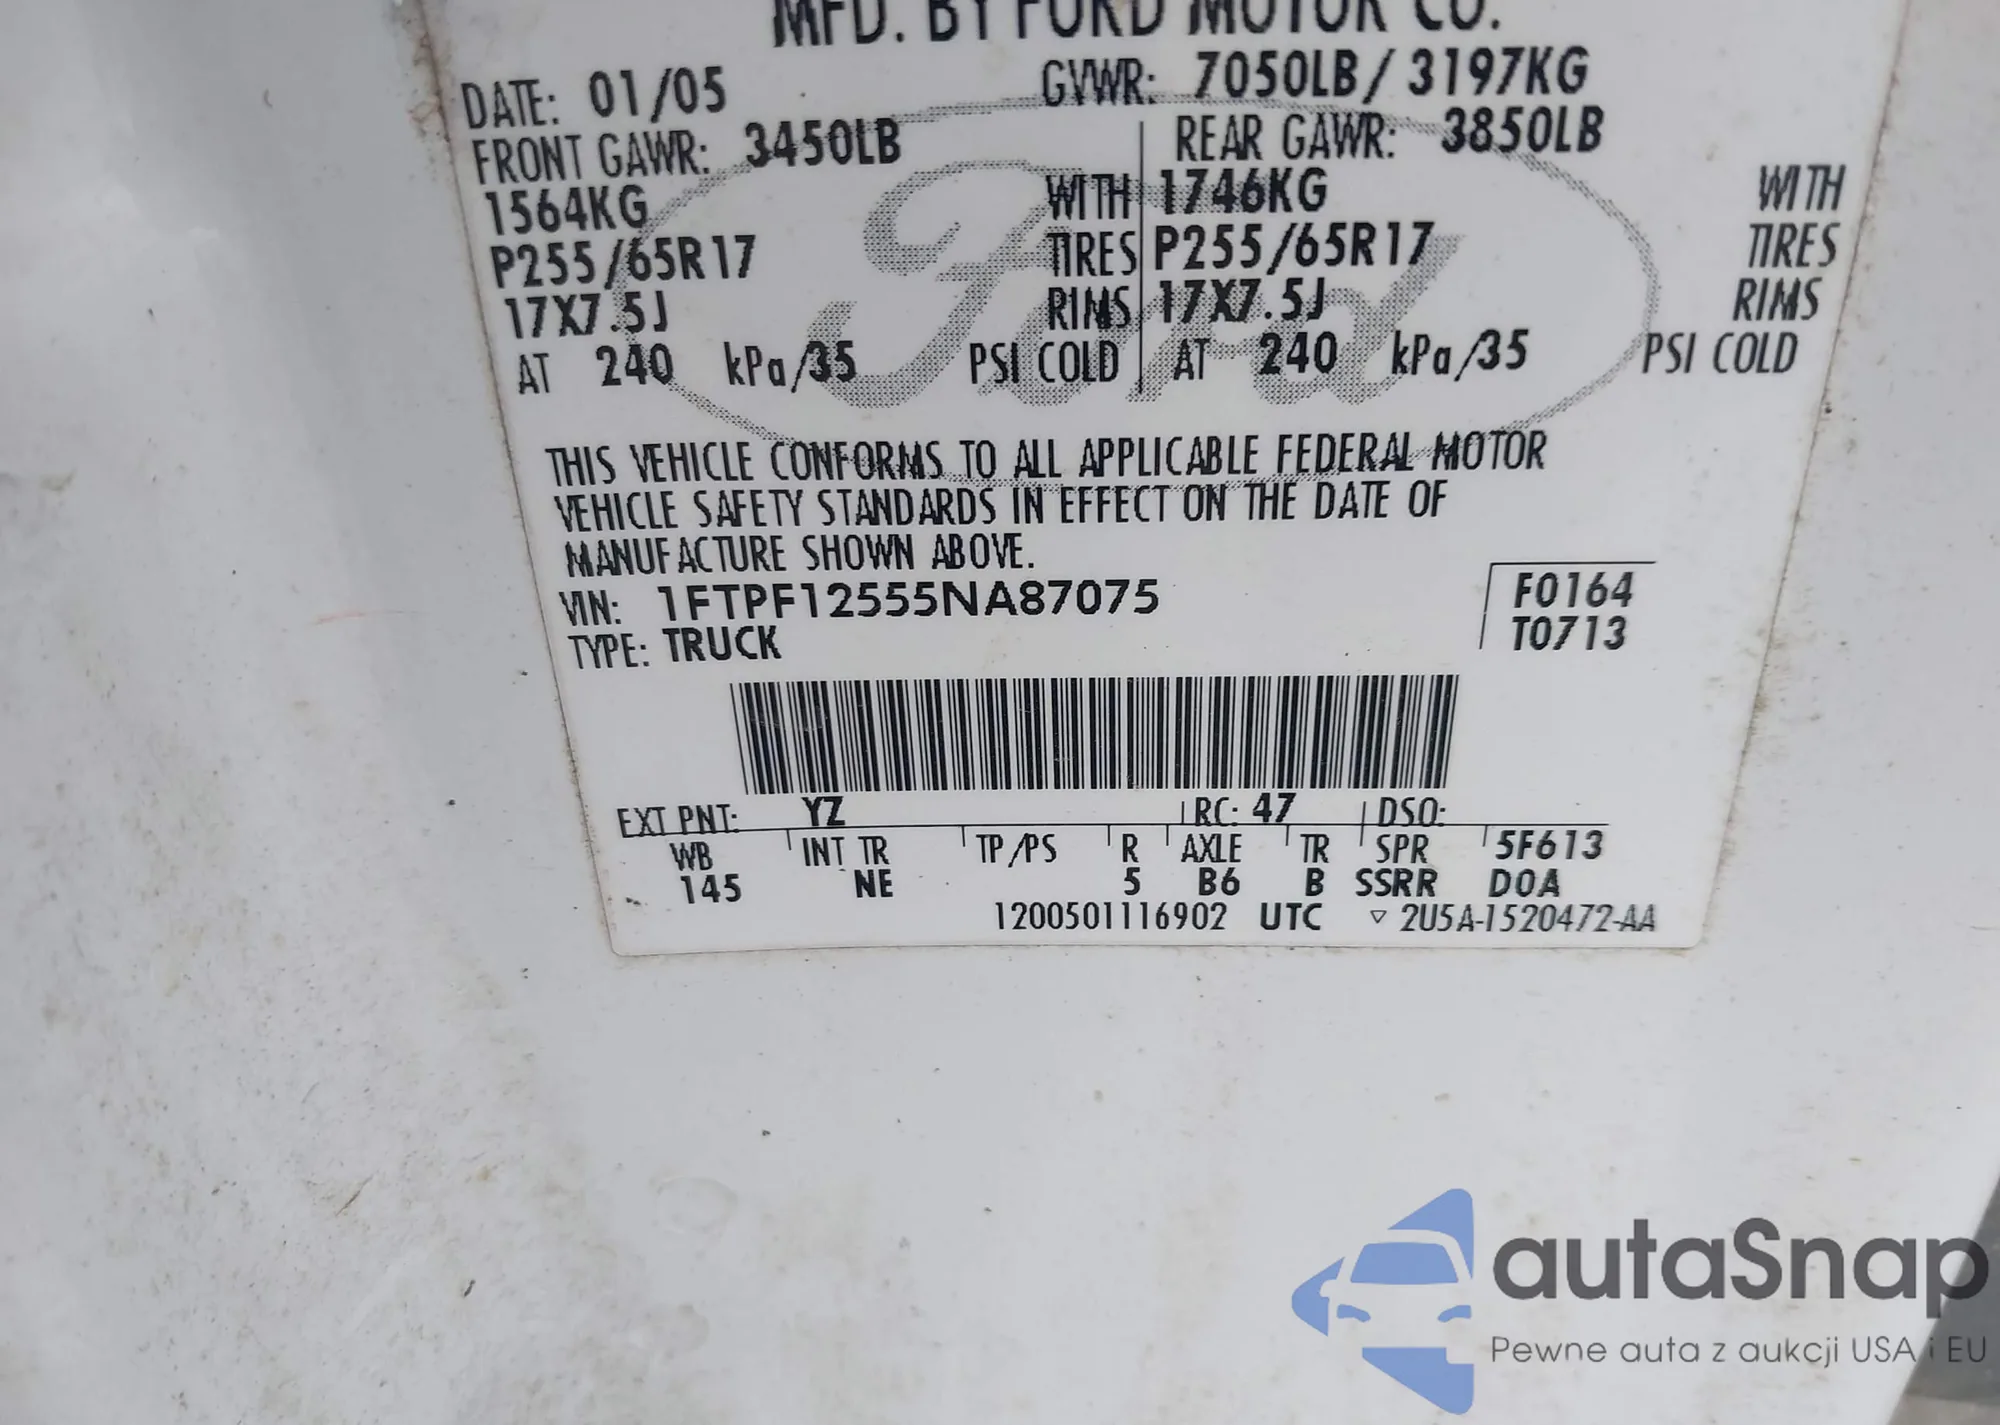 MFD. BY FORD MOTOR CO.
DATE: 01/05 GVWR: 7050LB/3197KG
FRONT GAWR: 3450LB REAR GAWR: 3850LB
1564KG WITH 1746KG WITH
P255/65R17 TIRES P255/65R17 TIRES
17X7.5J RIMS 17X7.5J RIMS
AT 240 kPa/35 PSI COLD AT 240 kPa/35 PSI COLD
Ford
THIS VEHICLE CONFORMS TO ALL APPLICABLE FEDERAL MOTOR
VEHICLE SAFETY STANDARDS IN EFFECT ON THE DATE OF
MANUFACTURE SHOWN ABOVE.
VIN: 1FTPF12555NA87075 F0164
TYPE: TRUCK T0713
EXT PNT: YZ RC: 47 DSO:
WB INT TR TP/PS R AXLE TR SPR 5F613
145 NE 5 B6 B SSRR DOA
1200501116902 UTC ▽ 2U5A-1520472-AA
autaSnap
Pewne auta z aukcji USA i EU